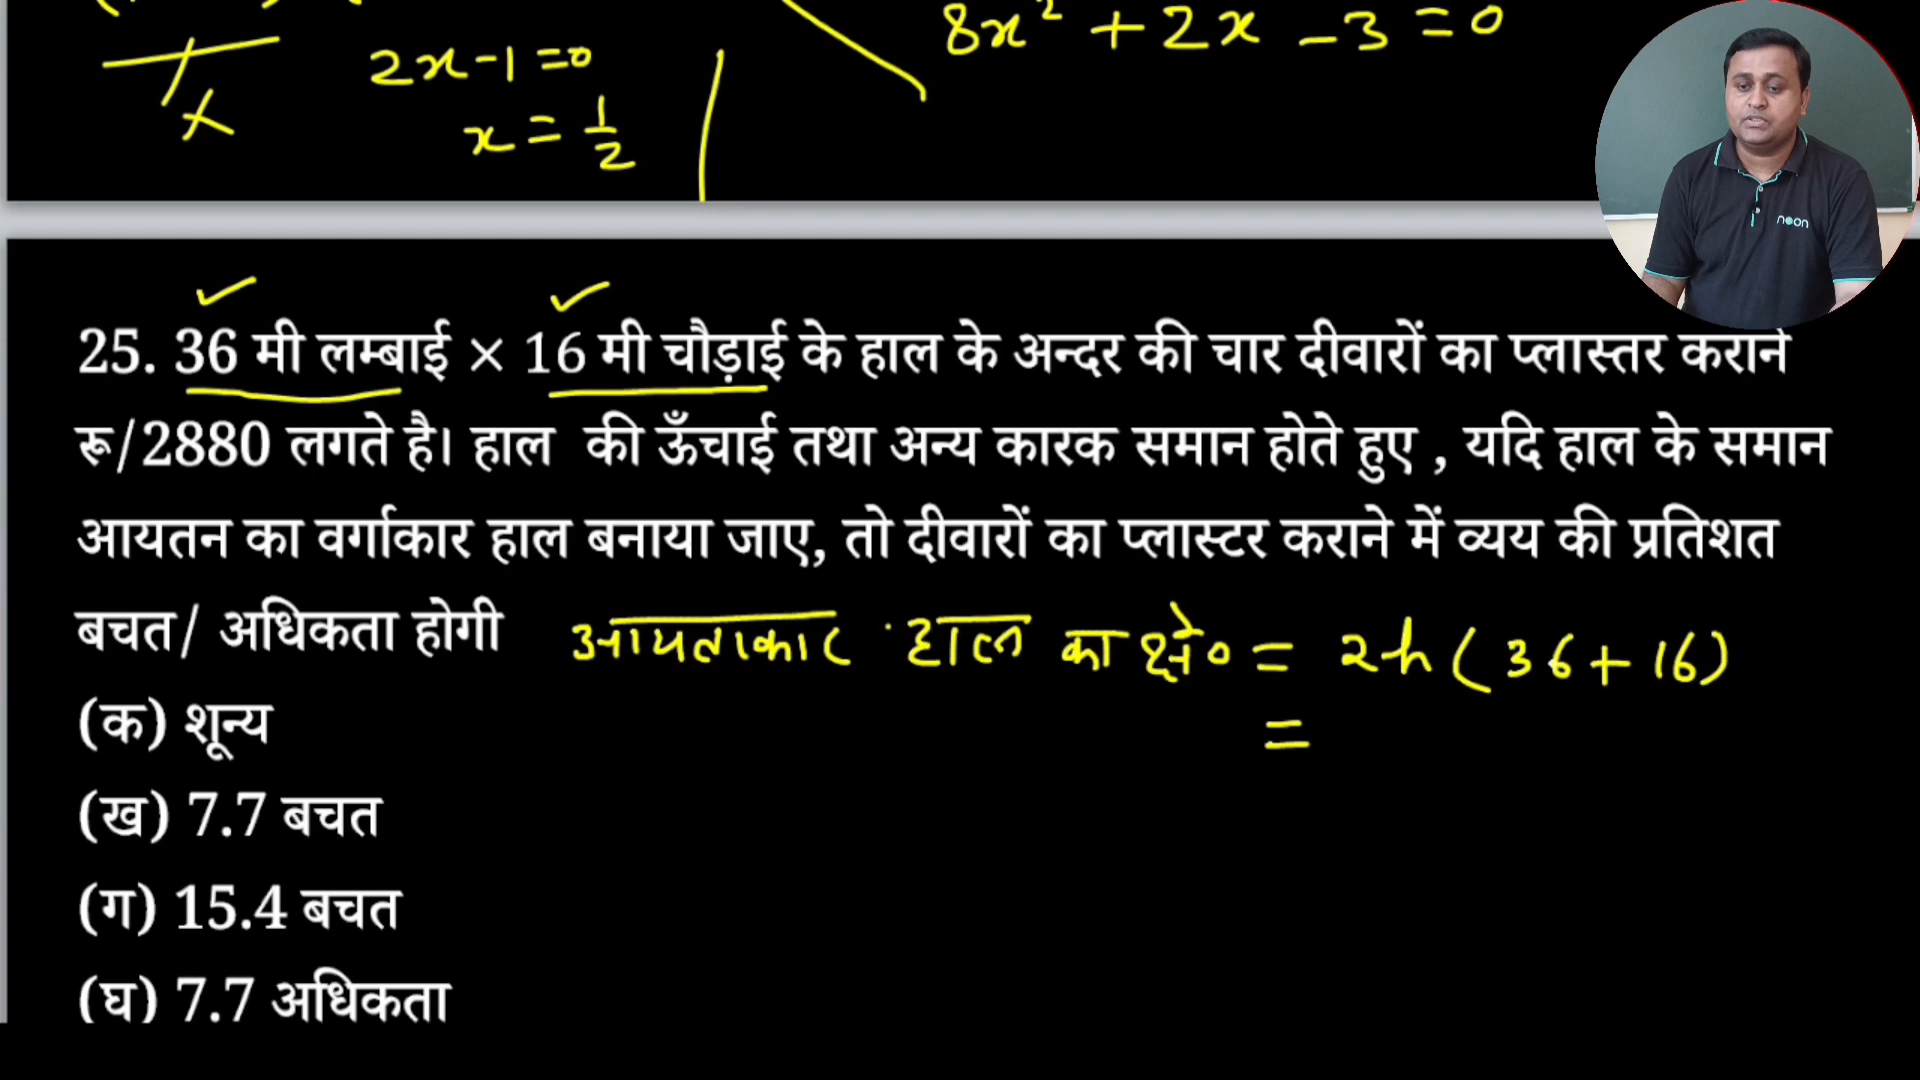 8x² + 2x - 3 = 0
2x - 1 = 0
x = 1/2
noon
25. 36 मी लम्बाई × 16 मी चौड़ाई के हाल के अन्दर की चार दीवारों का प्लास्तर कराने
रू/2880 लगते है। हाल की ऊँचाई तथा अन्य कारक समान होते हुए , यदि हाल के समान
आयतन का वर्गाकार हाल बनाया जाए, तो दीवारों का प्लास्टर कराने में व्यय की प्रतिशत
बचत/ अधिकता होगी
आयताकार हाल का क्षे० = 2h (36 + 16)
=
(क) शून्य
(ख) 7.7 बचत
(ग) 15.4 बचत
(घ) 7.7 अधिकता